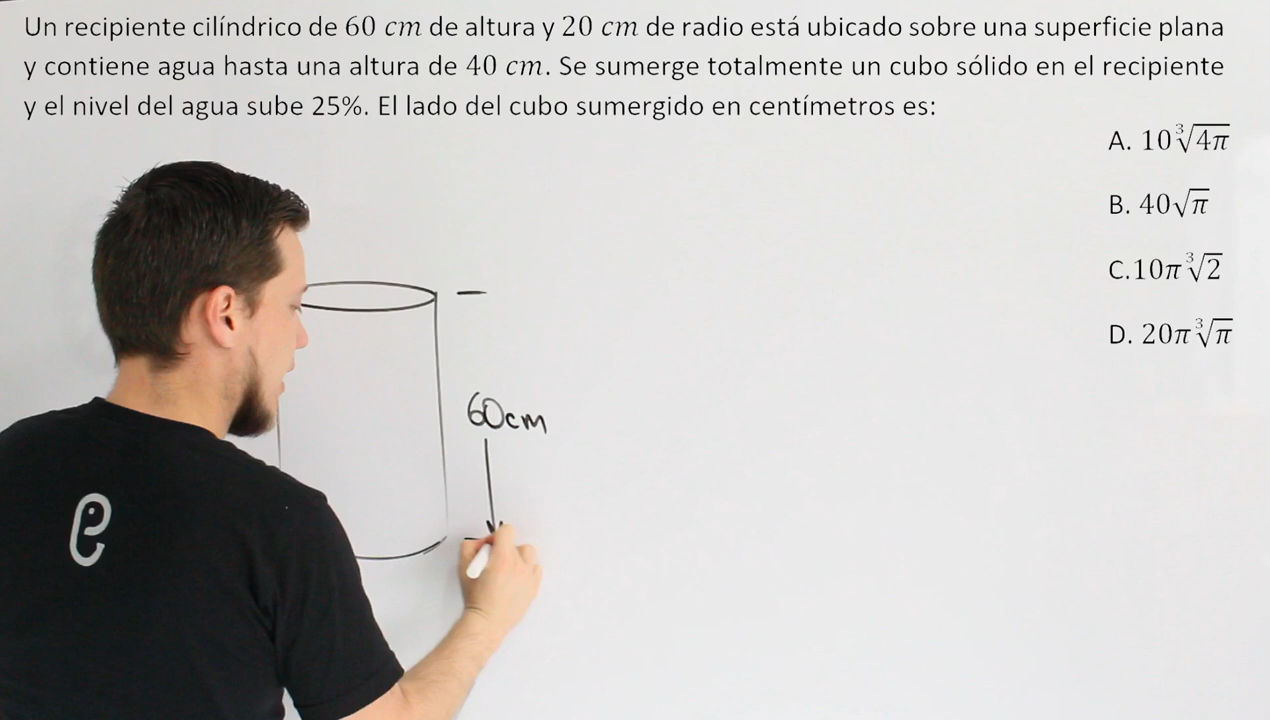 Un recipiente cilíndrico de 60 cm de altura y 20 cm de radio está ubicado sobre una superficie plana
y contiene agua hasta una altura de 40 cm. Se sumerge totalmente un cubo sólido en el recipiente
y el nivel del agua sube 25%. El lado del cubo sumergido en centímetros es:
A. 10∛4π
B. 40√π
C.10π∛2
D. 20π∛π
60cm